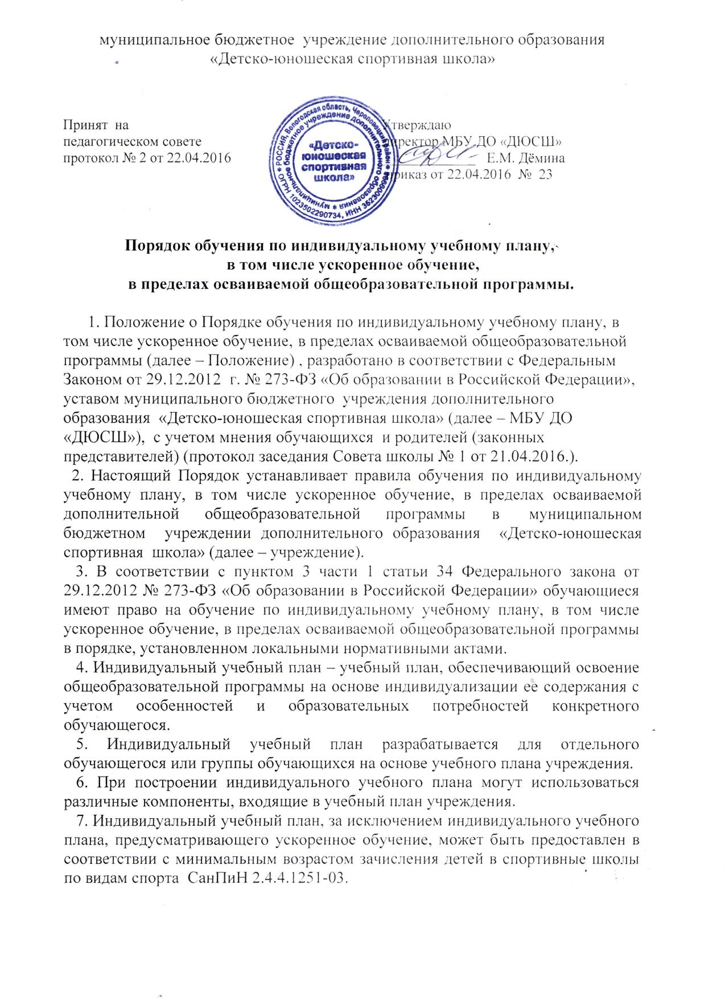 муниципальное бюджетное учреждение дополнительного образования
«Детско-юношеская спортивная школа»
Принят на
педагогическом совете
протокол № 2 от 22.04.2016
РОССИЯ, Вологодская область, Череповецкий район * ОГРН 1023502290734, ИНН
муниципальное бюджетное учреждение дополнительного образования *
«Детско-
юношеская
спортивная
школа»
Утверждаю
директор МБУ ДО «ДЮСШ»
Е.М. Дёмина
приказ от 22.04.2016 № 23
Порядок обучения по индивидуальному учебному плану,
в том числе ускоренное обучение,
в пределах осваиваемой общеобразовательной программы.
1. Положение о Порядке обучения по индивидуальному учебному плану, в
том числе ускоренное обучение, в пределах осваиваемой общеобразовательной
программы (далее – Положение) , разработано в соответствии с Федеральным
Законом от 29.12.2012 г. № 273-ФЗ «Об образовании в Российской Федерации»,
уставом муниципального бюджетного учреждения дополнительного
образования «Детско-юношеская спортивная школа» (далее – МБУ ДО
«ДЮСШ»), с учетом мнения обучающихся и родителей (законных
представителей) (протокол заседания Совета школы № 1 от 21.04.2016.).
2. Настоящий Порядок устанавливает правила обучения по индивидуальному
учебному плану, в том числе ускоренное обучение, в пределах осваиваемой
дополнительной общеобразовательной программы в муниципальном
бюджетном учреждении дополнительного образования «Детско-юношеская
спортивная школа» (далее – учреждение).
3. В соответствии с пунктом 3 части 1 статьи 34 Федерального закона от
29.12.2012 № 273-ФЗ «Об образовании в Российской Федерации» обучающиеся
имеют право на обучение по индивидуальному учебному плану, в том числе
ускоренное обучение, в пределах осваиваемой общеобразовательной программы
в порядке, установленном локальными нормативными актами.
4. Индивидуальный учебный план – учебный план, обеспечивающий освоение
общеобразовательной программы на основе индивидуализации ее содержания с
учетом особенностей и образовательных потребностей конкретного
обучающегося.
5. Индивидуальный учебный план разрабатывается для отдельного
обучающегося или группы обучающихся на основе учебного плана учреждения.
6. При построении индивидуального учебного плана могут использоваться
различные компоненты, входящие в учебный план учреждения.
7. Индивидуальный учебный план, за исключением индивидуального учебного
плана, предусматривающего ускоренное обучение, может быть предоставлен в
соответствии с минимальным возрастом зачисления детей в спортивные школы
по видам спорта СанПиН 2.4.4.1251-03.